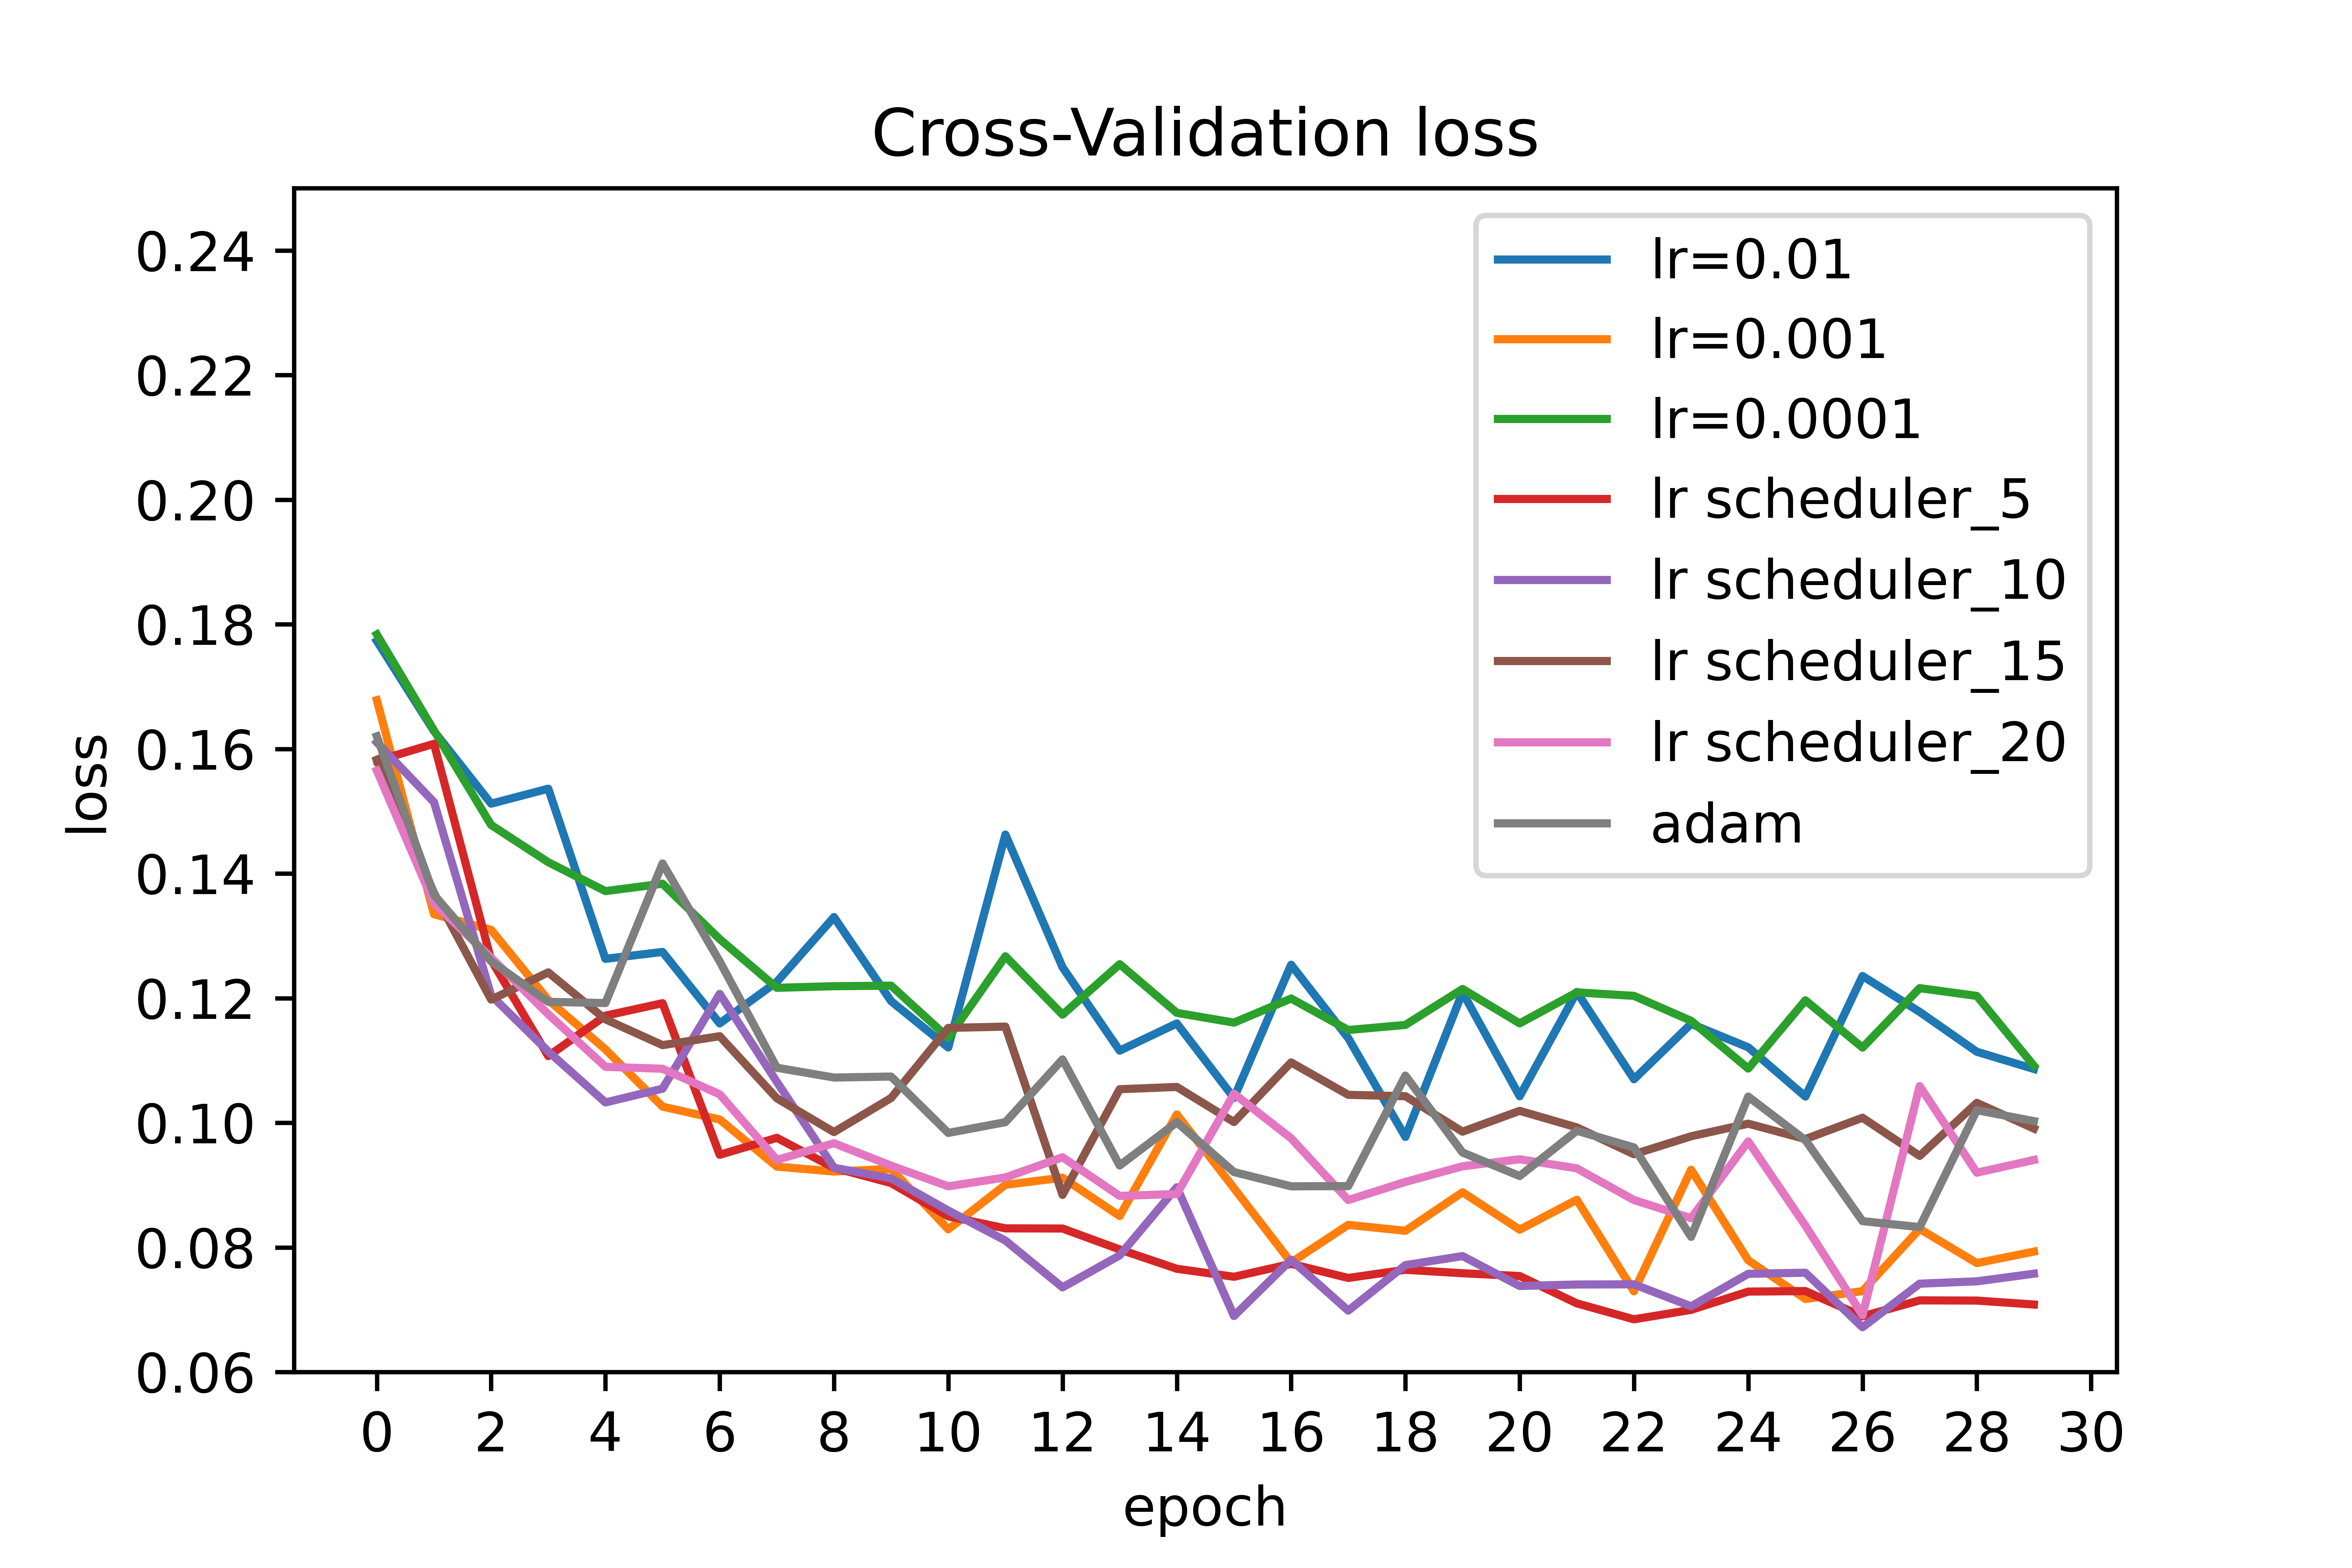 Cross-Validation loss
0.24
0.22
0.20
0.18
0.16
0.14
0.12
0.10
0.08
0.06
loss
lr=0.01
lr=0.001
lr=0.0001
lr scheduler_5
lr scheduler_10
lr scheduler_15
lr scheduler_20
adam
0 2 4 6 8 10 12 14 16 18 20 22 24 26 28 30
epoch